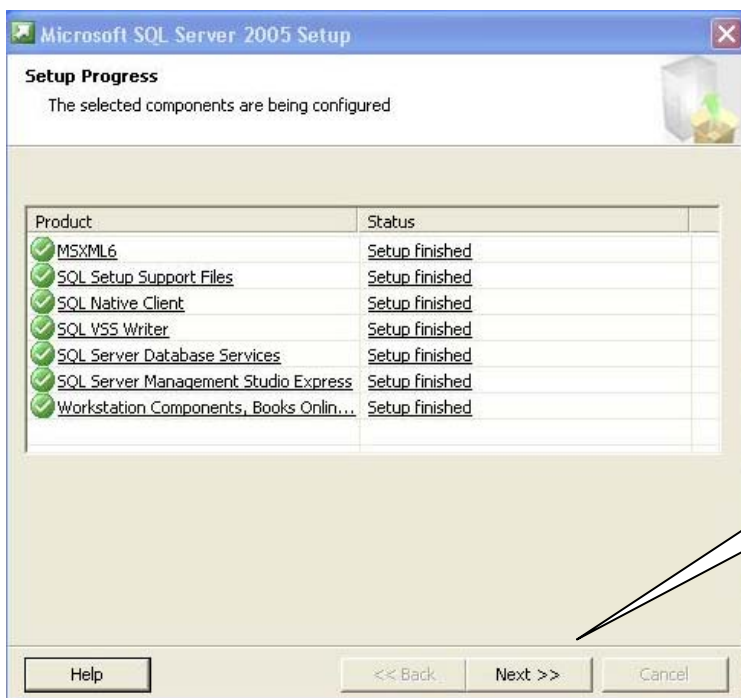 Microsoft SQL Server 2005 Setup
Setup Progress
The selected components are being configured
Product Status
MSXML6 Setup finished
SQL Setup Support Files Setup finished
SQL Native Client Setup finished
SQL VSS Writer Setup finished
SQL Server Database Services Setup finished
SQL Server Management Studio Express Setup finished
Workstation Components, Books Onlin... Setup finished
Help << Back Next >> Cancel